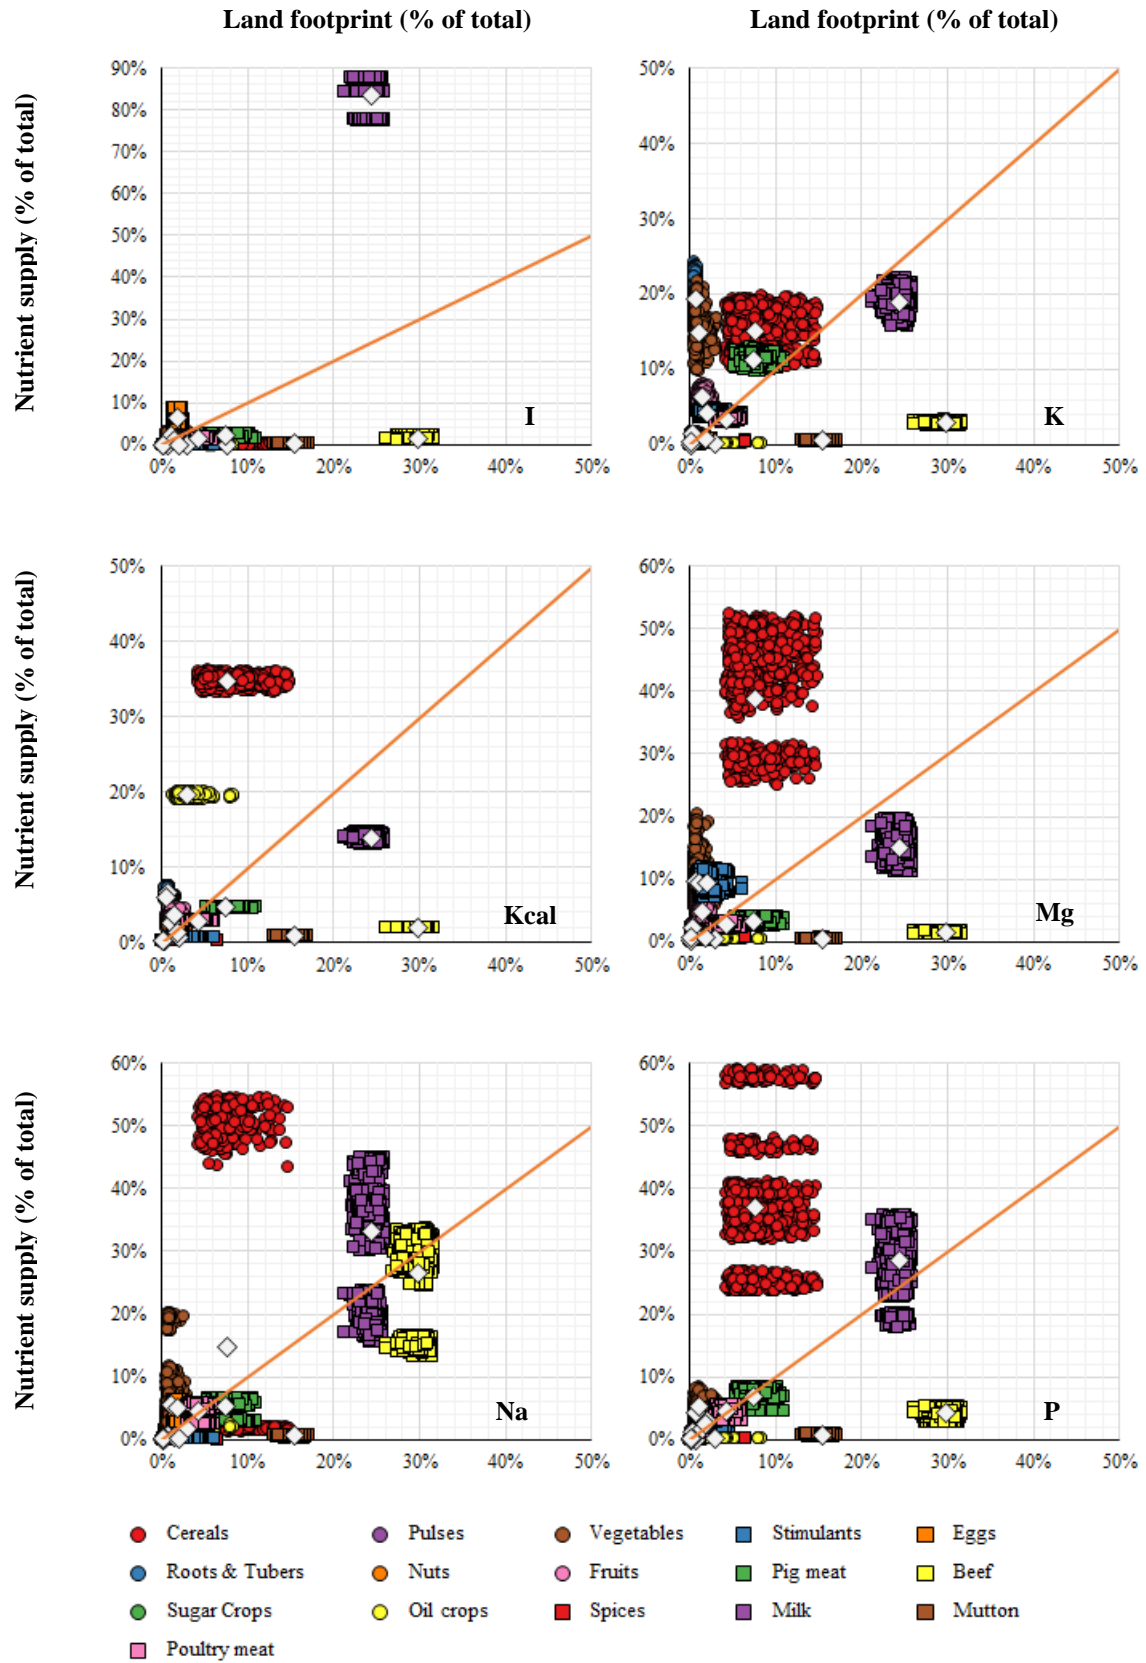 Land footprint (% of total) Land footprint (% of total)
Nutrient supply (% of total)
90%
80%
70%
60%
50%
40%
30%
20%
10%
0%
0% 10% 20% 30% 40% 50%
I
50%
40%
30%
20%
10%
0%
0% 10% 20% 30% 40% 50%
K
Nutrient supply (% of total)
50%
40%
30%
20%
10%
0%
0% 10% 20% 30% 40% 50%
Kcal
60%
50%
40%
30%
20%
10%
0%
0% 10% 20% 30% 40% 50%
Mg
Nutrient supply (% of total)
60%
50%
40%
30%
20%
10%
0%
0% 10% 20% 30% 40% 50%
Na
60%
50%
40%
30%
20%
10%
0%
0% 10% 20% 30% 40% 50%
P
Cereals Pulses Vegetables Stimulants Eggs
Roots & Tubers Nuts Fruits Pig meat Beef
Sugar Crops Oil crops Spices Milk Mutton
Poultry meat